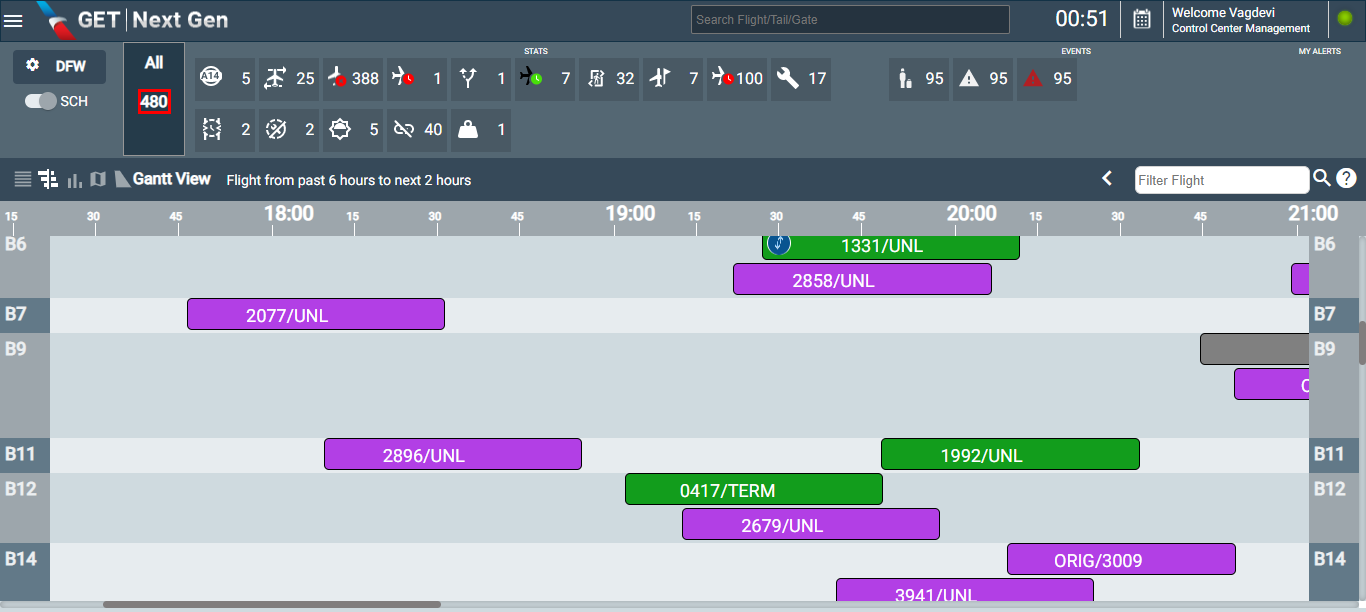 GET | Next Gen
Search Flight/Tail/Gate
00:51
Welcome Vagdevi
Control Center Management
DFW
SCH
All
480
STATS
EVENTS
MY ALERTS
A14 5 25 388 1 1 7 32 7 100 17 95 95 95
2 2 5 40 1
Gantt View Flight from past 6 hours to next 2 hours
Filter Flight
?
15 30 45 18:00 15 30 45 19:00 15 30 45 20:00 15 30 45 21:00
B6 1331/UNL B6
2858/UNL
B7 2077/UNL B7
B9 B9
B11 2896/UNL 1992/UNL B11
B12 0417/TERM B12
2679/UNL
B14 ORIG/3009 B14
3941/UNL